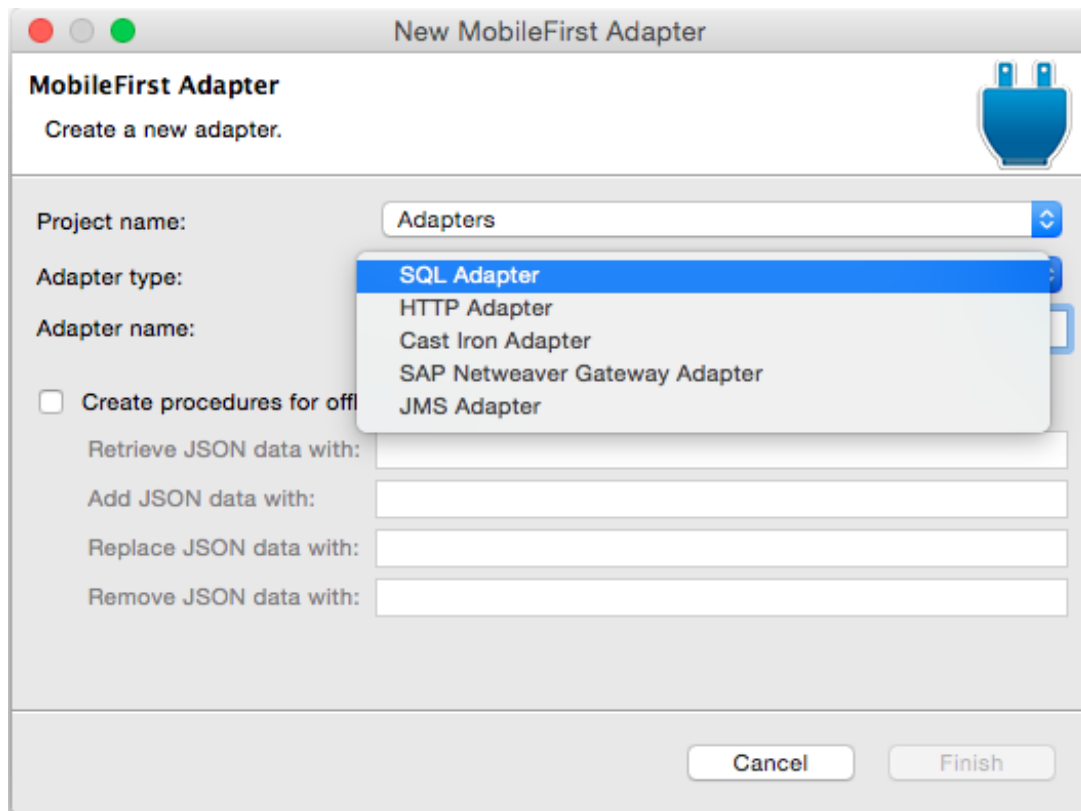 New MobileFirst Adapter
MobileFirst Adapter
Create a new adapter.
Project name: Adapters
Adapter type: SQL Adapter
HTTP Adapter
Adapter name:
Cast Iron Adapter
SAP Netweaver Gateway Adapter
Create procedures for offl
JMS Adapter
Retrieve JSON data with:
Add JSON data with:
Replace JSON data with:
Remove JSON data with:
Cancel Finish